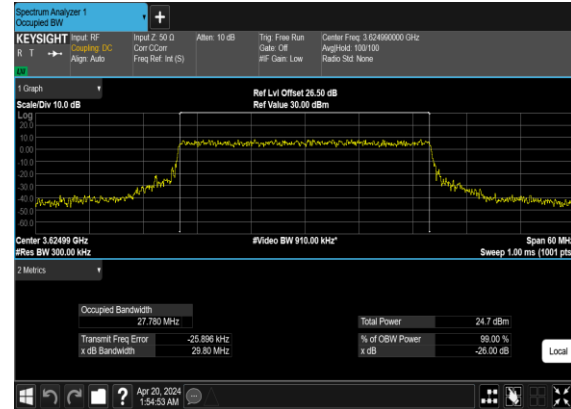 Spectrum Analyzer 1
Occupied BW
+
KEYSIGHT Input: RF Input Z: 50 Ω Atten: 10 dB Trig: Free Run Center Freq: 3.624990000 GHz
R T Coupling: DC Corr CCorr Gate: Off Avg|Hold: 100/100
Align: Auto Freq Ref: Int (S) #IF Gain: Low Radio Std: None
LU
1 Graph
Ref Lvl Offset 26.50 dB
Scale/Div 10.0 dB Ref Value 30.00 dBm
Log
20.0
10.0
0.00
-10.0
-20.0
-30.0
-40.0
-50.0
-60.0
Center 3.62499 GHz #Video BW 910.00 kHz* Span 60 MHz
#Res BW 300.00 kHz Sweep 1.00 ms (1001 pts
2 Metrics
Occupied Bandwidth
27.780 MHz Total Power 24.7 dBm
Transmit Freq Error -25.896 kHz % of OBW Power 99.00 %
x dB Bandwidth 29.80 MHz x dB -26.00 dB
Local
? Apr 20, 2024
1:54:53 AM